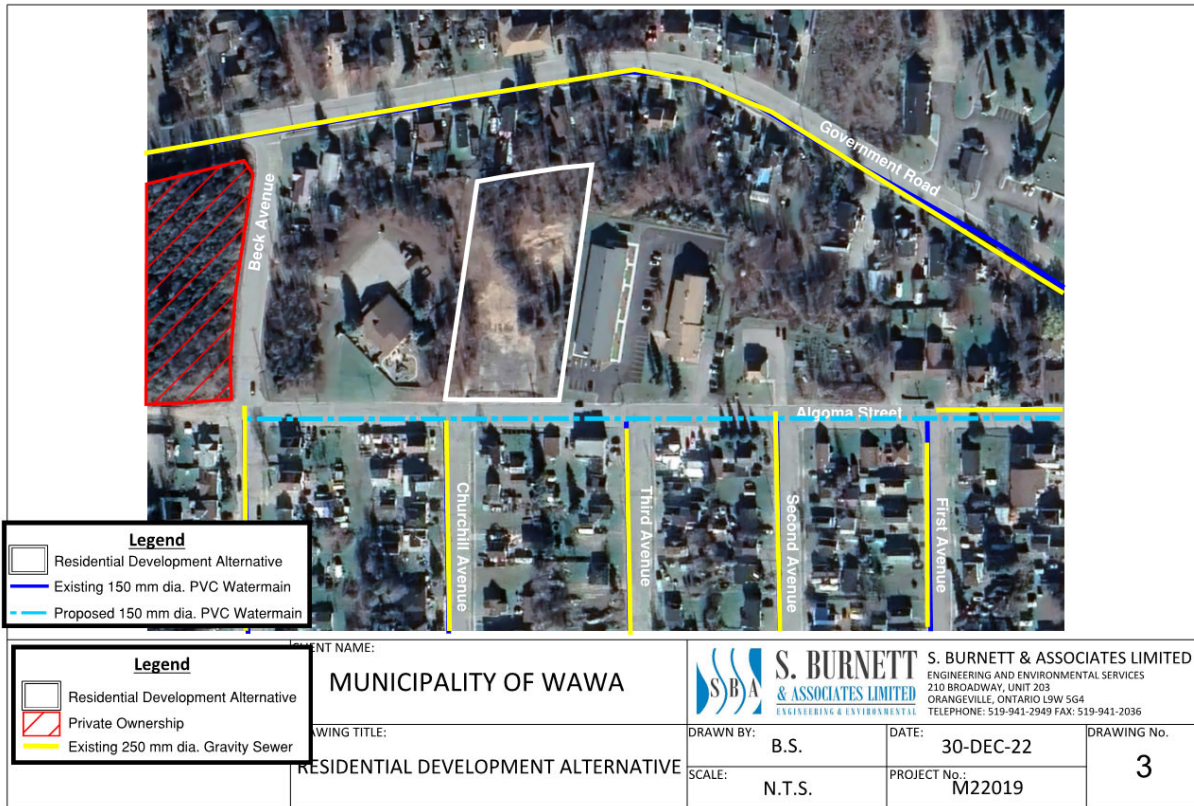 Government Road
Beck Avenue
Algoma Street
Churchill Avenue
Third Avenue
Second Avenue
First Avenue
Legend
Residential Development Alternative
Existing 150 mm dia. PVC Watermain
Proposed 150 mm dia. PVC Watermain
Legend
Residential Development Alternative
Private Ownership
Existing 250 mm dia. Gravity Sewer
ENT NAME:
MUNICIPALITY OF WAWA
AWING TITLE:
RESIDENTIAL DEVELOPMENT ALTERNATIVE
SBA
S. BURNETT
& ASSOCIATES LIMITED
ENGINEERING & ENVIRONMENTAL
S. BURNETT & ASSOCIATES LIMITED
ENGINEERING AND ENVIRONMENTAL SERVICES
210 BROADWAY, UNIT 203
ORANGEVILLE, ONTARIO L9W 5G4
TELEPHONE: 519-941-2949 FAX: 519-941-2036
DRAWN BY:
B.S.
DATE:
30-DEC-22
DRAWING No.
3
SCALE:
N.T.S.
PROJECT No.:
M22019